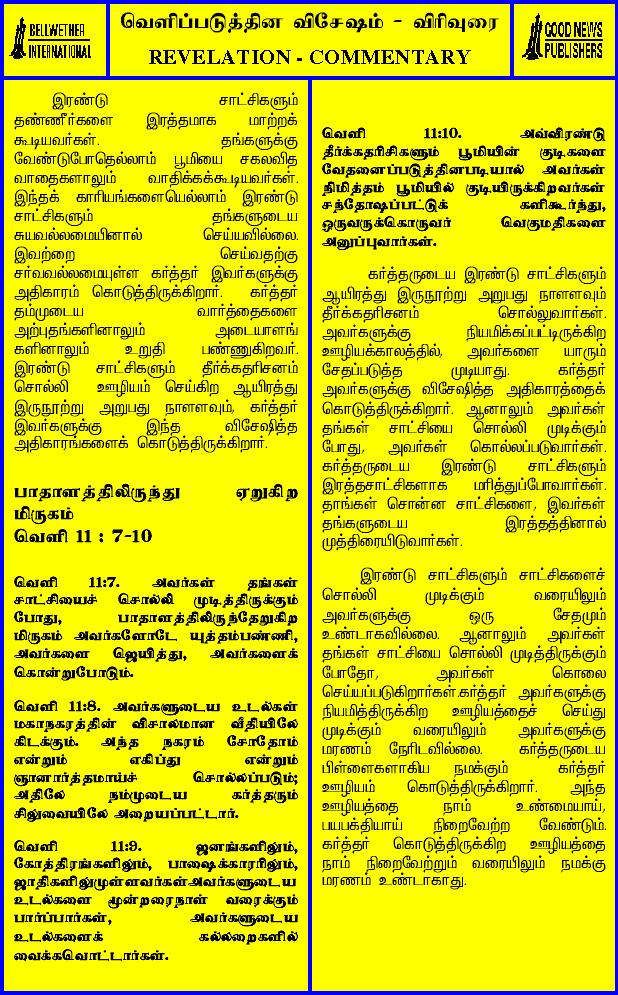 BELLWETHER
INTERNATIONAL
வெளிப்படுத்தின விசேஷம் - விரிவுரை
REVELATION - COMMENTARY
GOOD NEWS
PUBLISHERS
இரண்டு சாட்சிகளும்
தண்ணீர்களை இரத்தமாக மாற்றக்
கூடியவர்கள். தங்களுக்கு
வேண்டும்போதெல்லாம் பூமியை சகலவித
வாதைகளாலும் வாதிக்கக்கூடியவர்கள்.
இந்தக் காரியங்களையெல்லாம் இரண்டு
சாட்சிகளும் தங்களுடைய
சுயவல்லமையினால் செய்யவில்லை.
இவற்றை செய்வதற்கு
சர்வவல்லமையுள்ள கர்த்தர் இவர்களுக்கு
அதிகாரம் கொடுத்திருக்கிறார். கர்த்தர்
தம்முடைய வார்த்தைகளை
அற்புதங்களினாலும் அடையாளங்
களினாலும் உறுதி பண்ணுகிறவர்.
இரண்டு சாட்சிகளும் தீர்க்கதரிசனம்
சொல்லி ஊழியம் செய்கிற ஆயிரத்து
இருநூற்று அறுபது நாளளவும், கர்த்தர்
இவர்களுக்கு இந்த விசேஷித்த
அதிகாரங்களைக் கொடுத்திருக்கிறார்.
பாதாளத்திலிருந்து ஏறுகிற
மிருகம்
வெளி 11 : 7-10
வெளி 11:7. அவர்கள் தங்கள்
சாட்சியைச் சொல்லி முடித்திருக்கும்
போது, பாதாளத்திலிருந்தேறுகிற
மிருகம் அவர்களோடே யுத்தம்பண்ணி,
அவர்களை ஜெயித்து, அவர்களைக்
கொன்றுபோடும்.
வெளி 11:8. அவர்களுடைய உடல்கள்
மகாநகரத்தின் விசாலமான வீதியிலே
கிடக்கும். அந்த நகரம் சோதோம்
என்றும் எகிப்து என்றும்
ஞானார்த்தமாய்ச் சொல்லப்படும்;
அதிலே நம்முடைய கர்த்தரும்
சிலுவையிலே அறையப்பட்டார்.
வெளி 11:9. ஜனங்களிலும்,
கோத்திரங்களிலும், பாஷைக்காரரிலும்,
ஜாதிகளிலுமுள்ளவர்கள்அவர்களுடைய
உடல்களை மூன்றரைநாள் வரைக்கும்
பார்ப்பார்கள், அவர்களுடைய
உடல்களைக் கல்லறைகளில்
வைக்கவொட்டார்கள்.
வெளி 11:10. அவ்விரண்டு
தீர்க்கதரிசிகளும் பூமியின் குடிகளை
வேதனைப்படுத்தினபடியால் அவர்கள்
நிமித்தம் பூமியில் குடியிருக்கிறவர்கள்
சந்தோஷப்பட்டுக் களிகூர்ந்து,
ஒருவருக்கொருவர் வெகுமதிகளை
அனுப்புவார்கள்.
கர்த்தருடைய இரண்டு சாட்சிகளும்
ஆயிரத்து இருநூற்று அறுபது நாளளவும்
தீர்க்கதரிசனம் சொல்லுவார்கள்.
அவர்களுக்கு நியமிக்கப்பட்டிருக்கிற
ஊழியக்காலத்தில், அவர்களை யாரும்
சேதப்படுத்த முடியாது. கர்த்தர்
அவர்களுக்கு விசேஷித்த அதிகாரத்தைக்
கொடுத்திருக்கிறார். ஆனாலும் அவர்கள்
தங்கள் சாட்சியை சொல்லி முடிக்கும்
போது, அவர்கள் கொல்லப்படுவார்கள்.
கர்த்தருடைய இரண்டு சாட்சிகளும்
இரத்தசாட்சிகளாக மரித்துப்போவார்கள்.
தாங்கள் சொன்ன சாட்சிகளை, இவர்கள்
தங்களுடைய இரத்தத்தினால்
முத்திரையிடுவார்கள்.
இரண்டு சாட்சிகளும் சாட்சிகளைச்
சொல்லி முடிக்கும் வரையிலும்
அவர்களுக்கு ஒரு சேதமும்
உண்டாகவில்லை. ஆனாலும் அவர்கள்
தங்கள் சாட்சியை சொல்லி முடித்திருக்கும்
போதோ, அவர்கள் கொலை
செய்யப்படுகிறார்கள்.கர்த்தர் அவர்களுக்கு
நியமித்திருக்கிற ஊழியத்தைச் செய்து
முடிக்கும் வரையிலும் அவர்களுக்கு
மரணம் நேரிடவில்லை. கர்த்தருடைய
பிள்ளைகளாகிய நமக்கும் கர்த்தர்
ஊழியம் கொடுத்திருக்கிறார். அந்த
ஊழியத்தை நாம் உண்மையாய்,
பயபக்தியாய் நிறைவேற்ற வேண்டும்.
கர்த்தர் கொடுத்திருக்கிற ஊழியத்தை
நாம் நிறைவேற்றும் வரையிலும் நமக்கு
மரணம் உண்டாகாது.